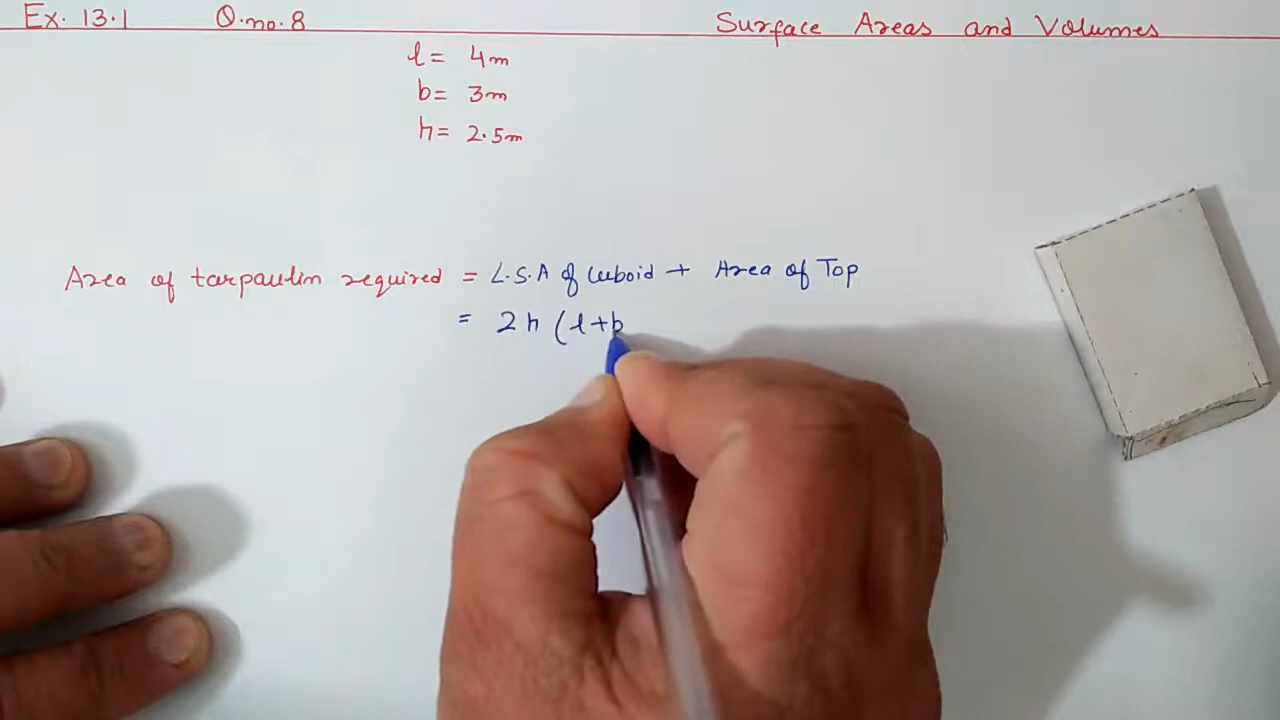 Ex. 13.1 Q.no.8 Surface Areas and Volumes
l = 4m
b = 3m
h = 2.5m
Area of tarpaulin required = L.S.A of Cuboid + Area of Top
= 2h (l+b